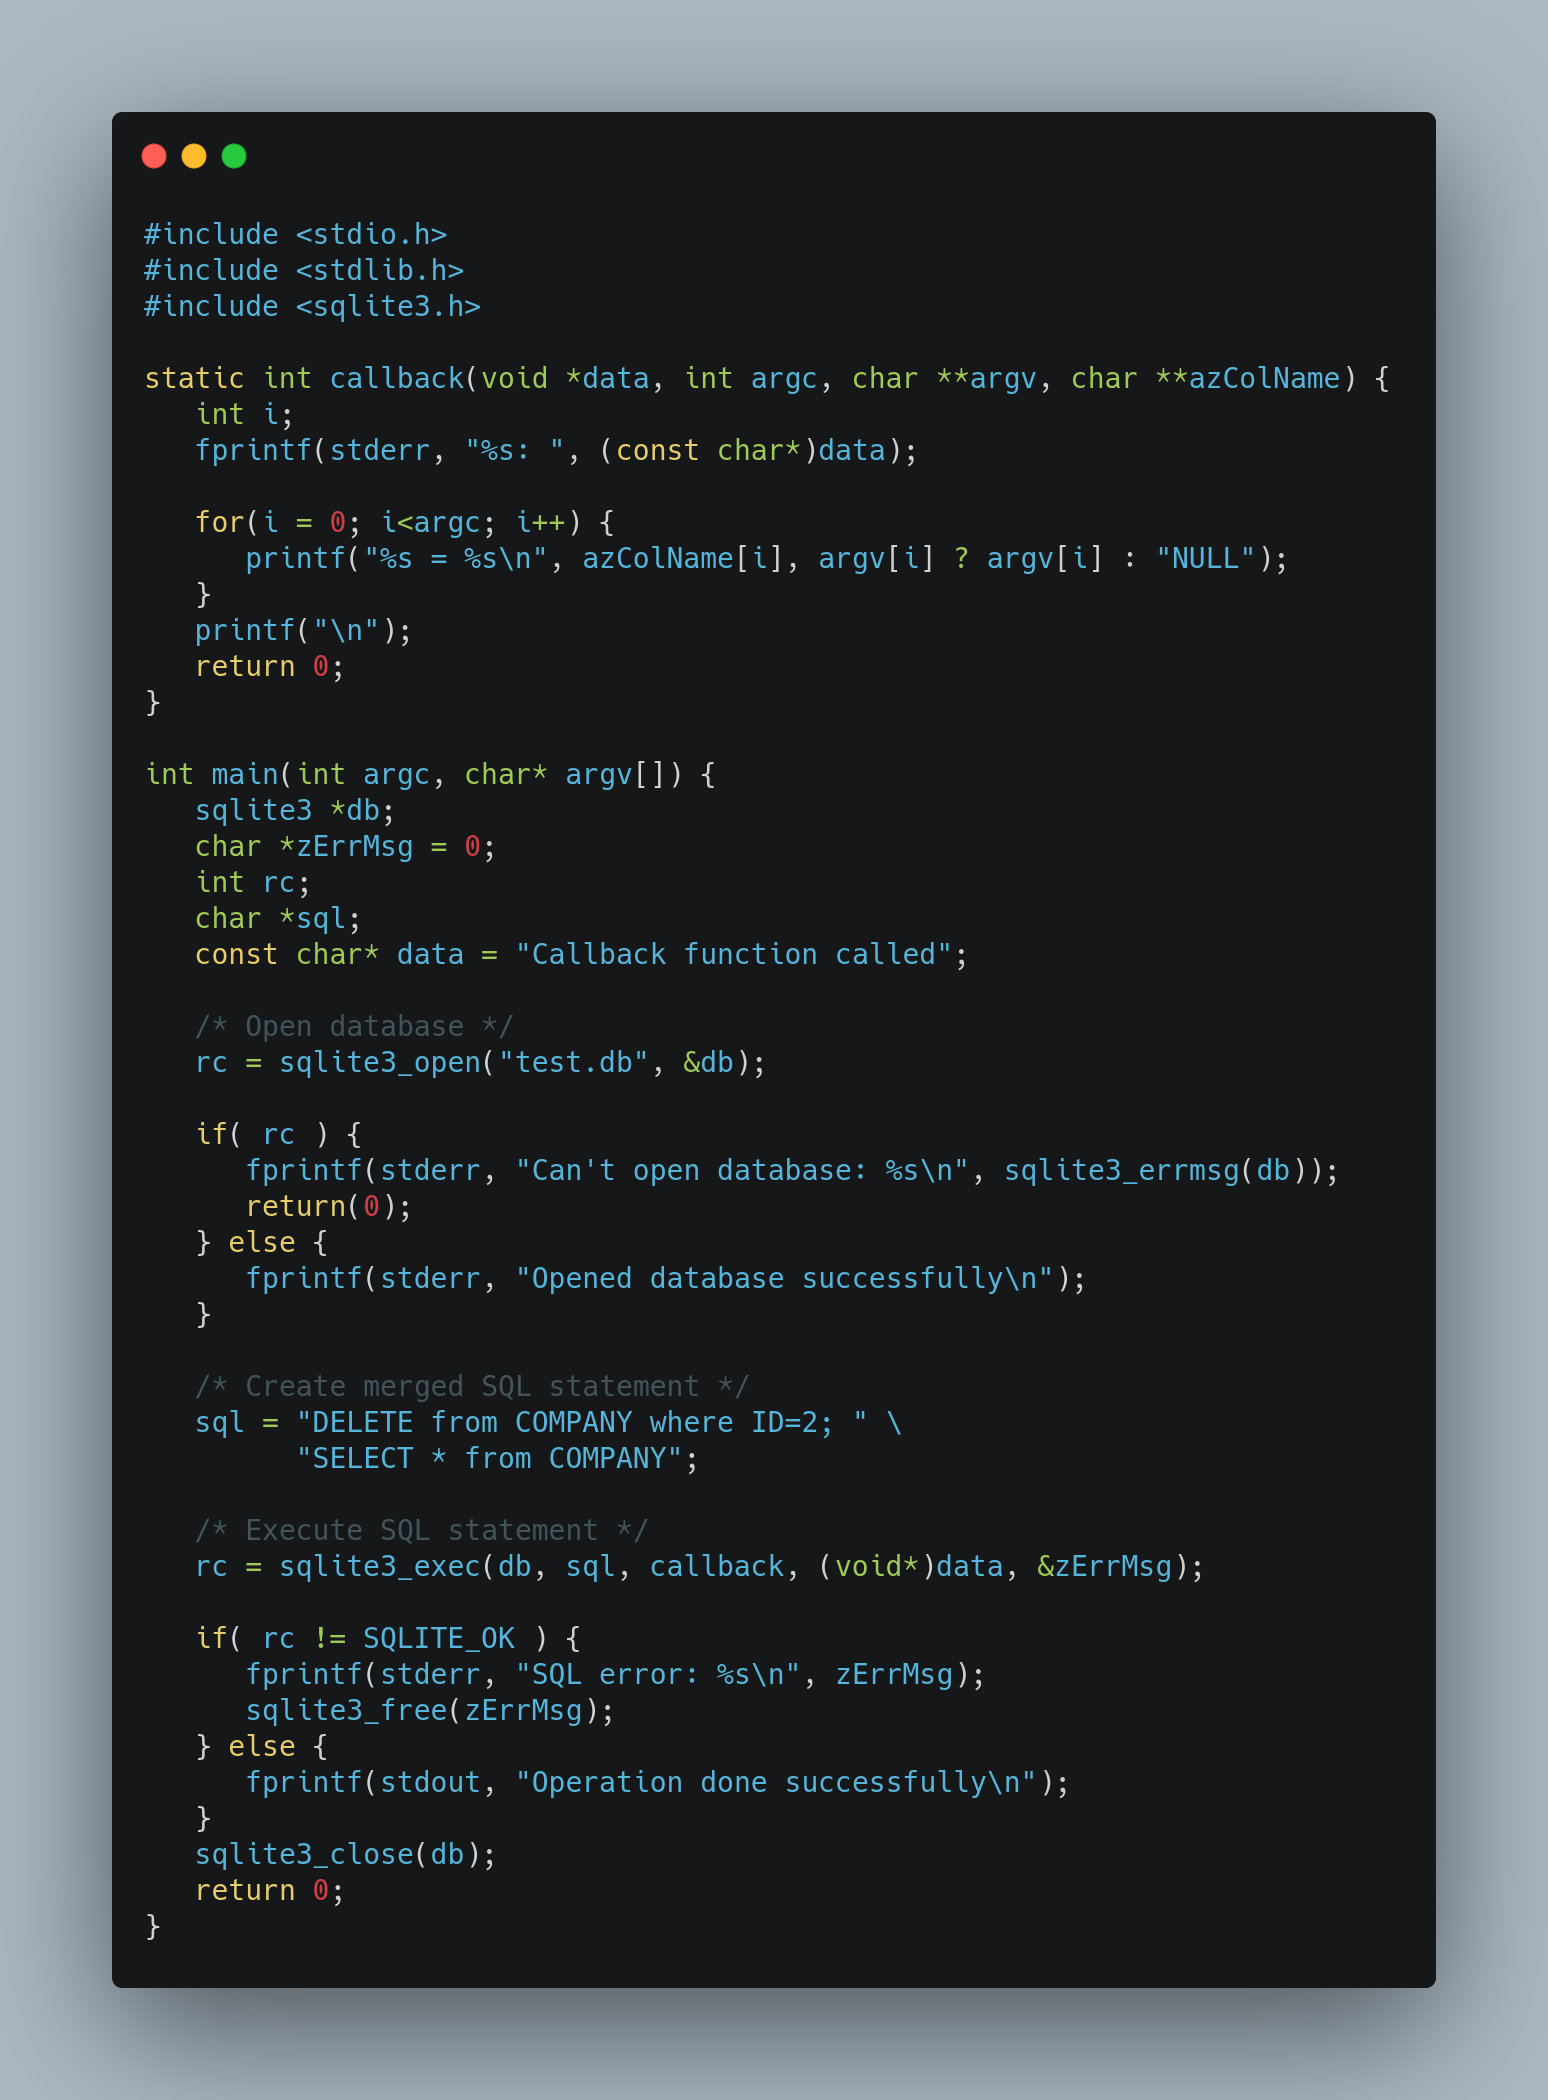 #include <stdio.h>
#include <stdlib.h>
#include <sqlite3.h>

static int callback(void *data, int argc, char **argv, char **azColName) {
   int i;
   fprintf(stderr, "%s: ", (const char*)data);

   for(i = 0; i<argc; i++) {
      printf("%s = %s\n", azColName[i], argv[i] ? argv[i] : "NULL");
   }
   printf("\n");
   return 0;
}

int main(int argc, char* argv[]) {
   sqlite3 *db;
   char *zErrMsg = 0;
   int rc;
   char *sql;
   const char* data = "Callback function called";

   /* Open database */
   rc = sqlite3_open("test.db", &db);

   if( rc ) {
      fprintf(stderr, "Can't open database: %s\n", sqlite3_errmsg(db));
      return(0);
   } else {
      fprintf(stderr, "Opened database successfully\n");
   }

   /* Create merged SQL statement */
   sql = "DELETE from COMPANY where ID=2; " \
         "SELECT * from COMPANY";

   /* Execute SQL statement */
   rc = sqlite3_exec(db, sql, callback, (void*)data, &zErrMsg);

   if( rc != SQLITE_OK ) {
      fprintf(stderr, "SQL error: %s\n", zErrMsg);
      sqlite3_free(zErrMsg);
   } else {
      fprintf(stdout, "Operation done successfully\n");
   }
   sqlite3_close(db);
   return 0;
}